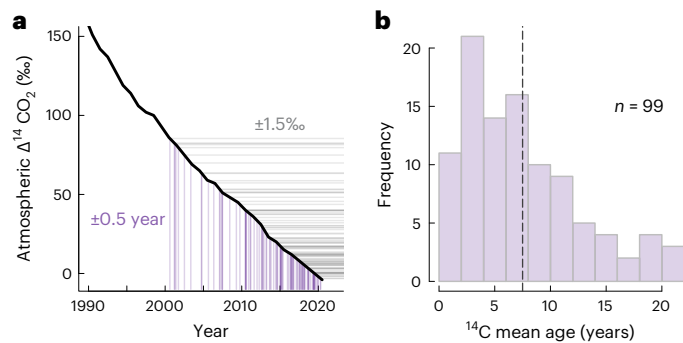 a
150
100
50
0
Atmospheric Δ¹⁴ CO₂ (‰)
±1.5‰
±0.5 year
1990
2000
2010
2020
Year
b
20
15
10
5
0
Frequency
n = 99
0
5
10
15
20
¹⁴C mean age (years)